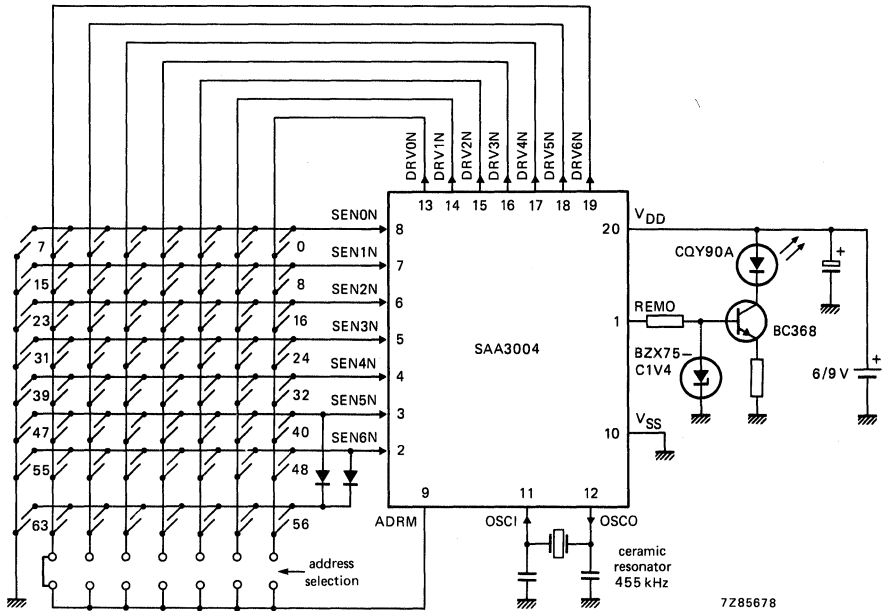 DRV0N
DRV1N
DRV2N
DRV3N
DRV4N
DRV5N
DRV6N
13 14 15 16 17 18 19
SEN0N
8
7
0
SEN1N
7
15
8
SEN2N
6
23
16
SEN3N
5
31
24
SEN4N
4
39
32
SEN5N
3
47
40
SEN6N
2
55
48
63
56
SAA3004
20
VDD
CQY90A
+
1
REMO
BC368
BZX75–
C1V4
6/9 V
+
10
VSS
9
11
12
ADRM
OSCI
OSCO
address
selection
ceramic
resonator
455 kHz
7Z85678